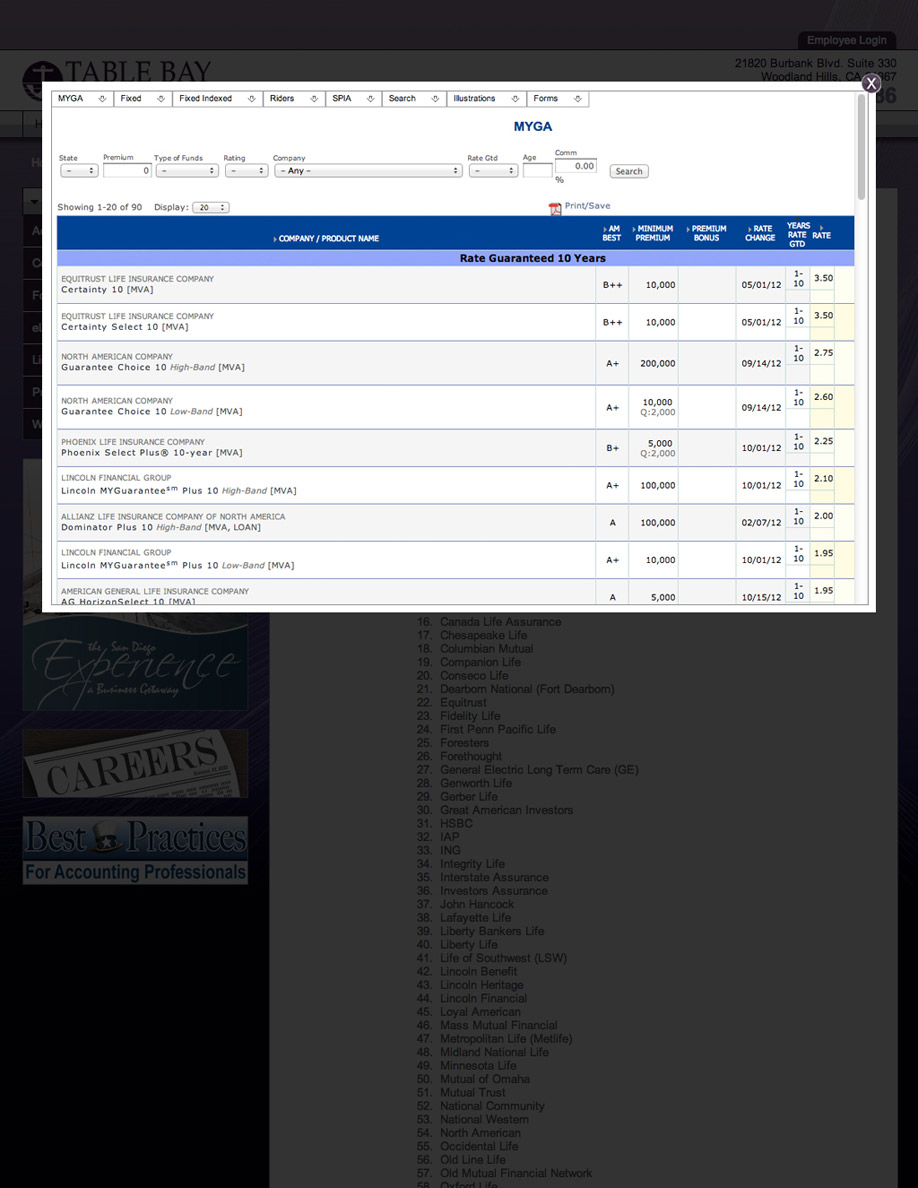 Employee Login
TABLE BAY
21820 Burbank Blvd. Suite 330
Woodland Hills, CA
367
86
X
MYGA Fixed Fixed Indexed Riders SPIA Search Illustrations Forms
MYGA
State Premium Type of Funds Rating Company Rate Gtd Age Comm
- 0 - - - Any - - 0.00 Search
%
Showing 1-20 of 90 Display: 20 Print/Save
COMPANY / PRODUCT NAME AM BEST MINIMUM PREMIUM PREMIUM BONUS RATE CHANGE YEARS RATE GTD RATE
Rate Guaranteed 10 Years
EQUITRUST LIFE INSURANCE COMPANY
Certainty 10 [MVA] B++ 10,000 05/01/12 1-10 3.50
EQUITRUST LIFE INSURANCE COMPANY
Certainty Select 10 [MVA] B++ 10,000 05/01/12 1-10 3.50
NORTH AMERICAN COMPANY
Guarantee Choice 10 High-Band [MVA] A+ 200,000 09/14/12 1-10 2.75
NORTH AMERICAN COMPANY
Guarantee Choice 10 Low-Band [MVA] A+ 10,000 Q:2,000 09/14/12 1-10 2.60
PHOENIX LIFE INSURANCE COMPANY
Phoenix Select Plus® 10-year [MVA] B+ 5,000 Q:2,000 10/01/12 1-10 2.25
LINCOLN FINANCIAL GROUP
Lincoln MYGuarantee℠ Plus 10 High-Band [MVA] A+ 100,000 10/01/12 1-10 2.10
ALLIANZ LIFE INSURANCE COMPANY OF NORTH AMERICA
Dominator Plus 10 High-Band [MVA, LOAN] A 100,000 02/07/12 1-10 2.00
LINCOLN FINANCIAL GROUP
Lincoln MYGuarantee℠ Plus 10 Low-Band [MVA] A+ 10,000 10/01/12 1-10 1.95
AMERICAN GENERAL LIFE INSURANCE COMPANY
AG HorizonSelect 10 [MVA] A 5,000 10/15/12 1-10 1.95
the San Diego
Experience
a Business Getaway
CAREERS
Best Practices
For Accounting Professionals
16. Canada Life Assurance
17. Chesapeake Life
18. Columbian Mutual
19. Companion Life
20. Conseco Life
21. Dearborn National (Fort Dearborn)
22. Equitrust
23. Fidelity Life
24. First Penn Pacific Life
25. Foresters
26. Forethought
27. General Electric Long Term Care (GE)
28. Genworth Life
29. Gerber Life
30. Great American Investors
31. HSBC
32. IAP
33. ING
34. Integrity Life
35. Interstate Assurance
36. Investors Assurance
37. John Hancock
38. Lafayette Life
39. Liberty Bankers Life
40. Liberty Life
41. Life of Southwest (LSW)
42. Lincoln Benefit
43. Lincoln Heritage
44. Lincoln Financial
45. Loyal American
46. Mass Mutual Financial
47. Metropolitan Life (Metlife)
48. Midland National Life
49. Minnesota Life
50. Mutual of Omaha
51. Mutual Trust
52. National Community
53. National Western
54. North American
55. Occidental Life
56. Old Line Life
57. Old Mutual Financial Network
58. Oxford Life